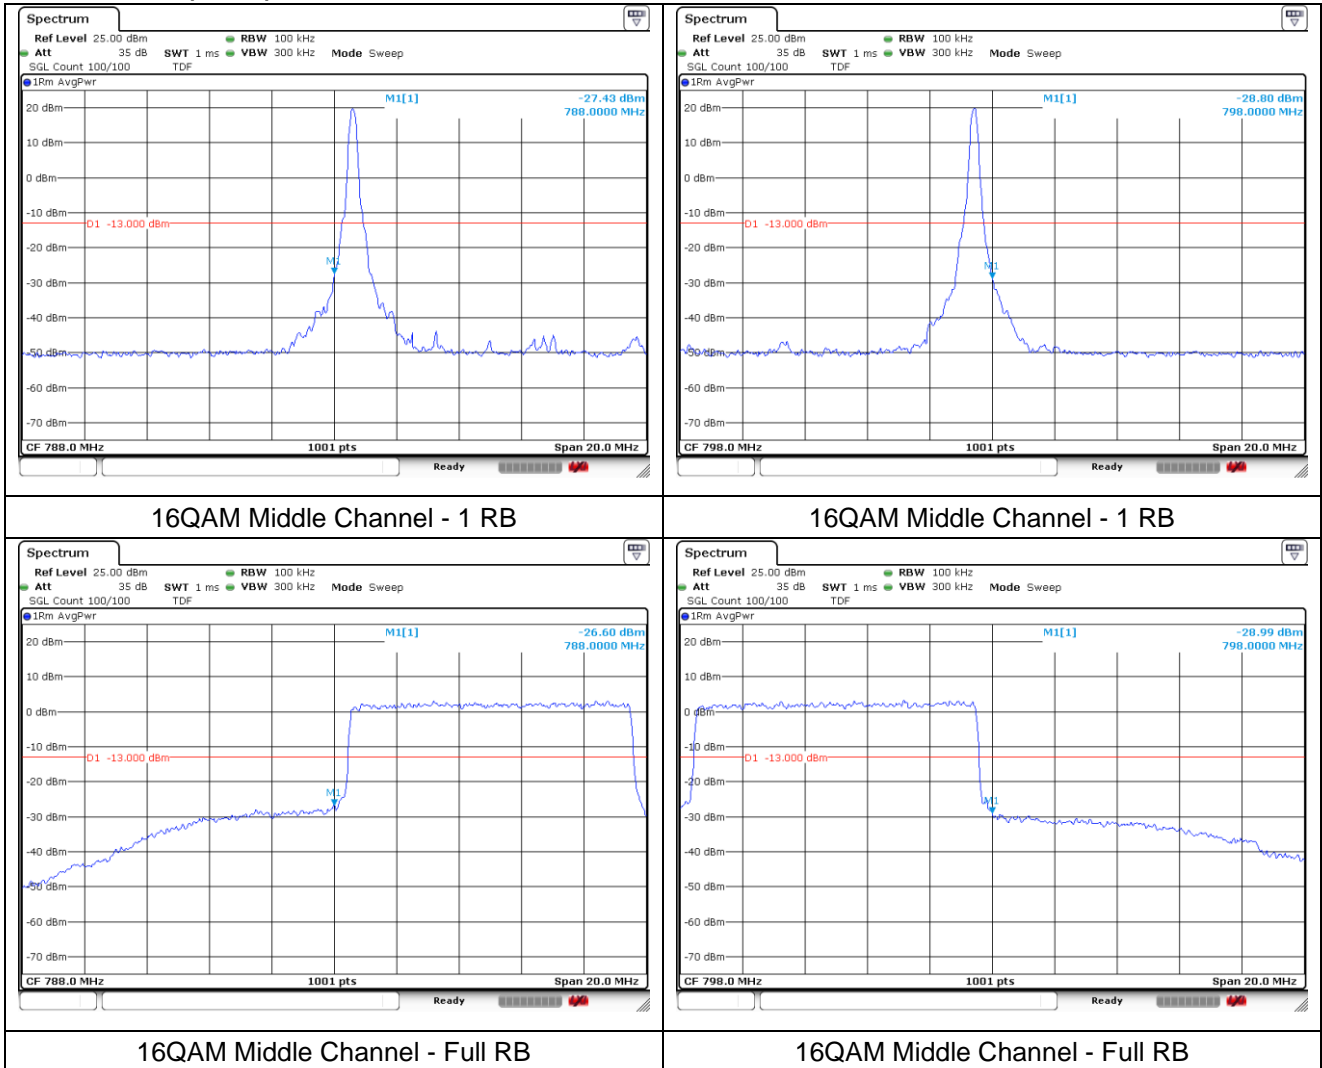 Spectrum
Ref Level 25.00 dBm RBW 100 kHz
Att 35 dB SWT 1 ms VBW 300 kHz Mode Sweep
SGL Count 100/100 TDF
1Rm AvgPwr
M1[1] -27.43 dBm
788.0000 MHz
20 dBm
10 dBm
0 dBm
-10 dBm
D1 -13.000 dBm
-20 dBm
M1
-30 dBm
-40 dBm
-50 dBm
-60 dBm
-70 dBm
CF 788.0 MHz 1001 pts Span 20.0 MHz
Ready
16QAM Middle Channel - 1 RB
Spectrum
Ref Level 25.00 dBm RBW 100 kHz
Att 35 dB SWT 1 ms VBW 300 kHz Mode Sweep
SGL Count 100/100 TDF
1Rm AvgPwr
M1[1] -28.80 dBm
798.0000 MHz
20 dBm
10 dBm
0 dBm
-10 dBm
D1 -13.000 dBm
-20 dBm
M1
-30 dBm
-40 dBm
-50 dBm
-60 dBm
-70 dBm
CF 798.0 MHz 1001 pts Span 20.0 MHz
Ready
16QAM Middle Channel - 1 RB
Spectrum
Ref Level 25.00 dBm RBW 100 kHz
Att 35 dB SWT 1 ms VBW 300 kHz Mode Sweep
SGL Count 100/100 TDF
1Rm AvgPwr
M1[1] -26.60 dBm
788.0000 MHz
20 dBm
10 dBm
0 dBm
-10 dBm
D1 -13.000 dBm
-20 dBm
M1
-30 dBm
-40 dBm
-50 dBm
-60 dBm
-70 dBm
CF 788.0 MHz 1001 pts Span 20.0 MHz
Ready
16QAM Middle Channel - Full RB
Spectrum
Ref Level 25.00 dBm RBW 100 kHz
Att 35 dB SWT 1 ms VBW 300 kHz Mode Sweep
SGL Count 100/100 TDF
1Rm AvgPwr
M1[1] -28.99 dBm
798.0000 MHz
20 dBm
10 dBm
0 dBm
-10 dBm
D1 -13.000 dBm
-20 dBm
M1
-30 dBm
-40 dBm
-50 dBm
-60 dBm
-70 dBm
CF 798.0 MHz 1001 pts Span 20.0 MHz
Ready
16QAM Middle Channel - Full RB